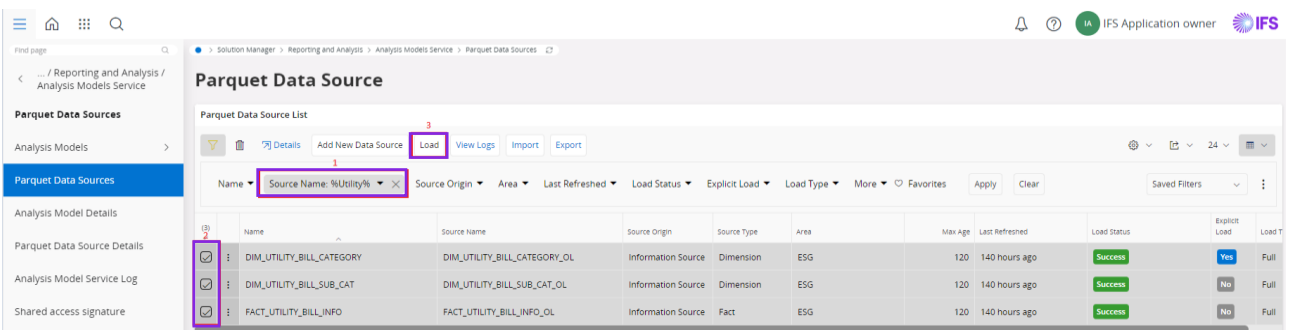 IA IFS Application owner IFS
Find page
Solution Manager > Reporting and Analysis > Analysis Models Service > Parquet Data Sources
... / Reporting and Analysis /
Analysis Models Service
Parquet Data Source
Parquet Data Sources
Analysis Models
Parquet Data Sources
Analysis Model Details
Parquet Data Source Details
Analysis Model Service Log
Shared access signature
Parquet Data Source List
3
Details Add New Data Source Load View Logs Import Export 24
1
Name Source Name: %Utility% Source Origin Area Last Refreshed Load Status Explicit Load Load Type More Favorites Apply Clear Saved Filters
(3)
2
Name Source Name Source Origin Source Type Area Max Age Last Refreshed Load Status Explicit Load Load T
DIM_UTILITY_BILL_CATEGORY DIM_UTILITY_BILL_CATEGORY_OL Information Source Dimension ESG 120 140 hours ago Success Yes Full
DIM_UTILITY_BILL_SUB_CAT DIM_UTILITY_BILL_SUB_CAT_OL Information Source Dimension ESG 120 140 hours ago Success No Full
FACT_UTILITY_BILL_INFO FACT_UTILITY_BILL_INFO_OL Information Source Fact ESG 120 140 hours ago Success No Full